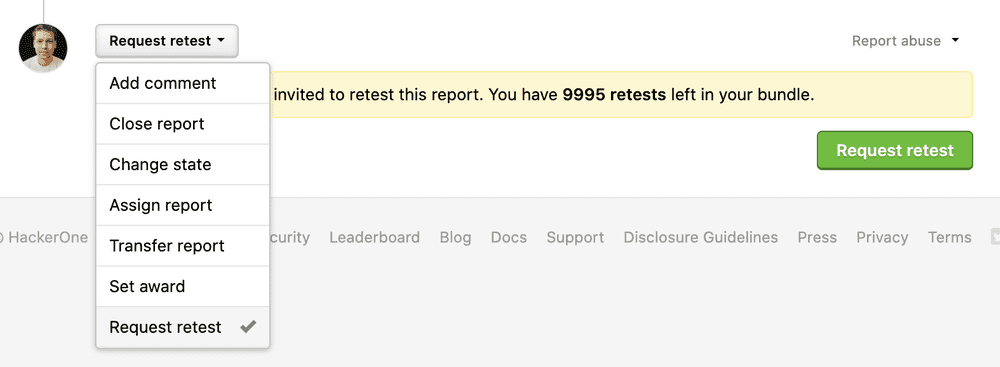 Request retest
Report abuse
Add comment
invited to retest this report. You have 9995 retests left in your bundle.
Close report
Change state
Request retest
Assign report
HackerOne
curity Leaderboard Blog Docs Support Disclosure Guidelines Press Privacy Terms
Transfer report
Set award
Request retest